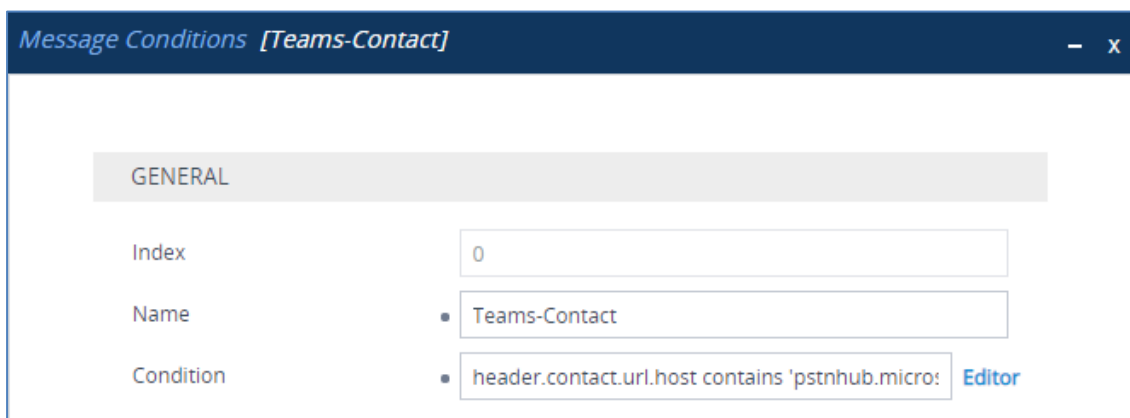 Message Conditions [Teams-Contact] – x
GENERAL
Index 0
Name Teams-Contact
Condition header.contact.url.host contains 'pstnhub.micros Editor